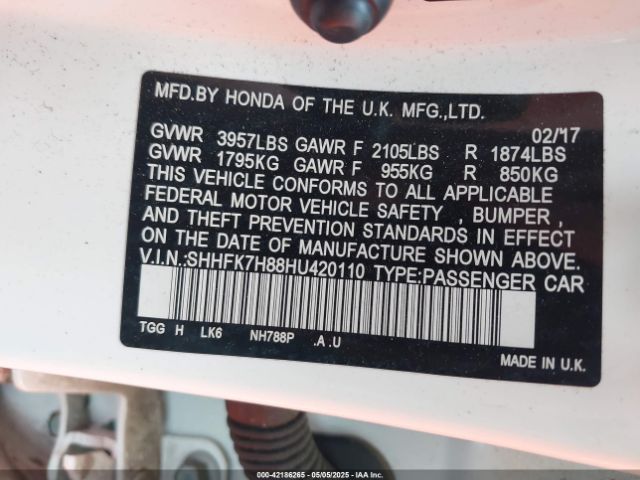 MFD.BY HONDA OF THE U.K. MFG.,LTD.
02/17
GVWR 3957LBS GAWR F 2105LBS R 1874LBS
GVWR 1795KG GAWR F 955KG R 850KG
THIS VEHICLE CONFORMS TO ALL APPLICABLE
FEDERAL MOTOR VEHICLE SAFETY , BUMPER ,
AND THEFT PREVENTION STANDARDS IN EFFECT
ON THE DATE OF MANUFACTURE SHOWN ABOVE.
V.I.N.:SHHFK7H88HU420110 TYPE:PASSENGER CAR
TGG H LK6 NH788P .A.U
MADE IN U.K.
000-42186265 - 05/05/2025 - IAA Inc.